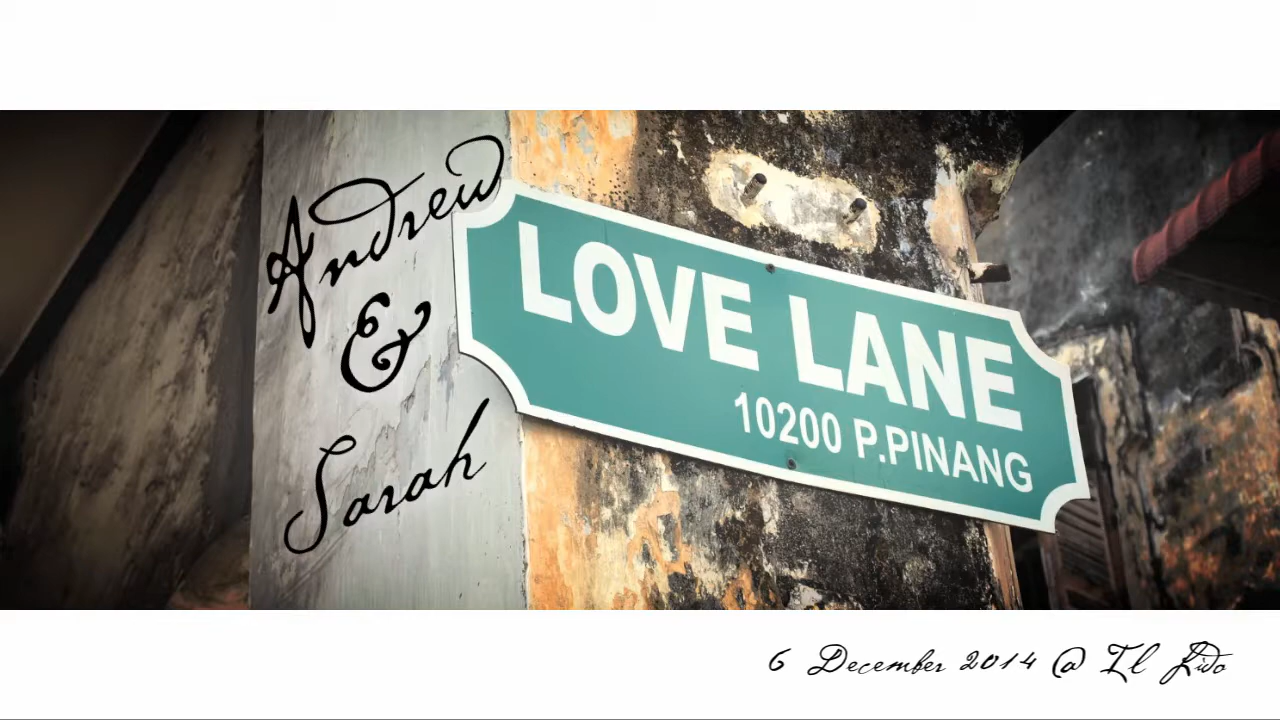 Andrew
&
Sarah
LOVE LANE
10200 P.PINANG
6 December 2014 @ Il Lido